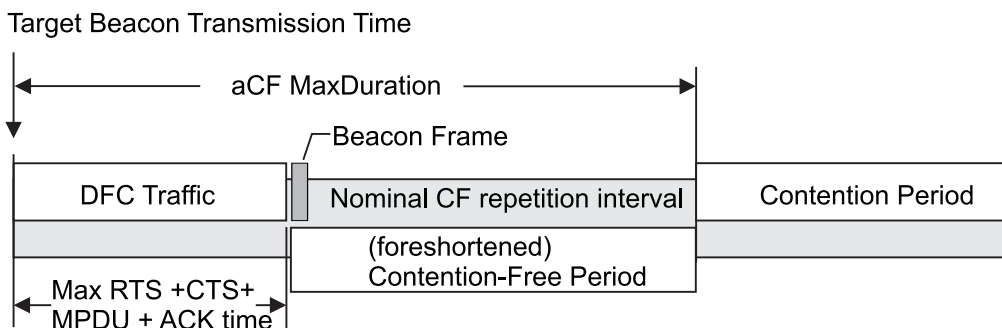 Target Beacon Transmission Time
aCF MaxDuration
Beacon Frame
DFC Traffic
Nominal CF repetition interval
Contention Period
(foreshortened)
Contention-Free Period
Max RTS +CTS+
MPDU + ACK time